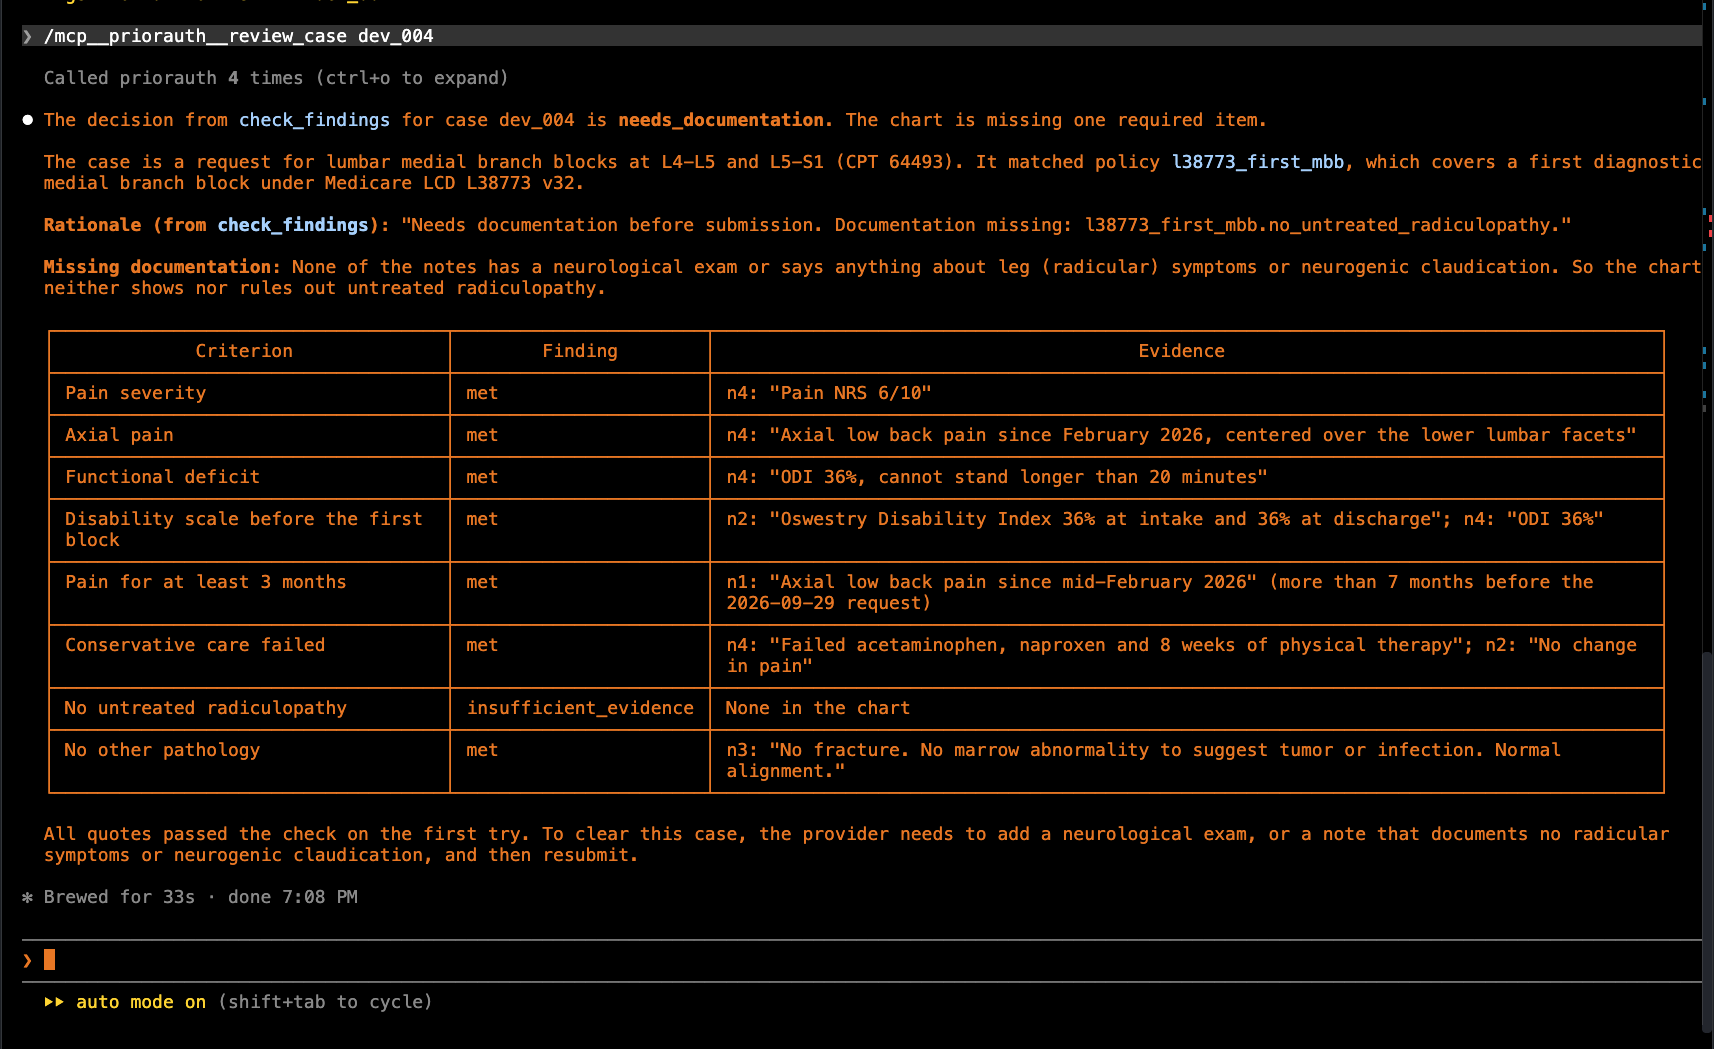 ❯ /mcp__priorauth__review_case dev_004
Called priorauth 4 times (ctrl+o to expand)
● The decision from check_findings for case dev_004 is needs_documentation. The chart is missing one required item.
The case is a request for lumbar medial branch blocks at L4–L5 and L5–S1 (CPT 64493). It matched policy l38773_first_mbb, which covers a first diagnostic
medial branch block under Medicare LCD L38773 v32.
Rationale (from check_findings): "Needs documentation before submission. Documentation missing: l38773_first_mbb.no_untreated_radiculopathy."
Missing documentation: None of the notes has a neurological exam or says anything about leg (radicular) symptoms or neurogenic claudication. So the chart
neither shows nor rules out untreated radiculopathy.
Criterion Finding Evidence
Pain severity met n4: "Pain NRS 6/10"
Axial pain met n4: "Axial low back pain since February 2026, centered over the lower lumbar facets"
Functional deficit met n4: "ODI 36%, cannot stand longer than 20 minutes"
Disability scale before the first met n2: "Oswestry Disability Index 36% at intake and 36% at discharge"; n4: "ODI 36%"
block
Pain for at least 3 months met n1: "Axial low back pain since mid–February 2026" (more than 7 months before the
2026–09–29 request)
Conservative care failed met n4: "Failed acetaminophen, naproxen and 8 weeks of physical therapy"; n2: "No change
in pain"
No untreated radiculopathy insufficient_evidence None in the chart
No other pathology met n3: "No fracture. No marrow abnormality to suggest tumor or infection. Normal
alignment."
All quotes passed the check on the first try. To clear this case, the provider needs to add a neurological exam, or a note that documents no radicular
symptoms or neurogenic claudication, and then resubmit.
✻ Brewed for 33s · done 7:08 PM
❯
⏵⏵ auto mode on (shift+tab to cycle)